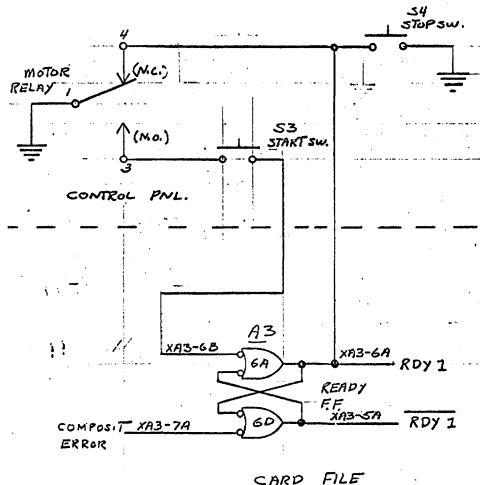 S4
STOP SW.
4
MOTOR
RELAY
1
(N.C.)
(N.O.)
3
S3
START SW.
CONTROL PNL.
A3
XA3-6B
6A
XA3-6A
RDY 1
READY
F.F.
XA3-5A
COMPOSIT
ERROR
XA3-7A
6D
RDY 1
CARD FILE